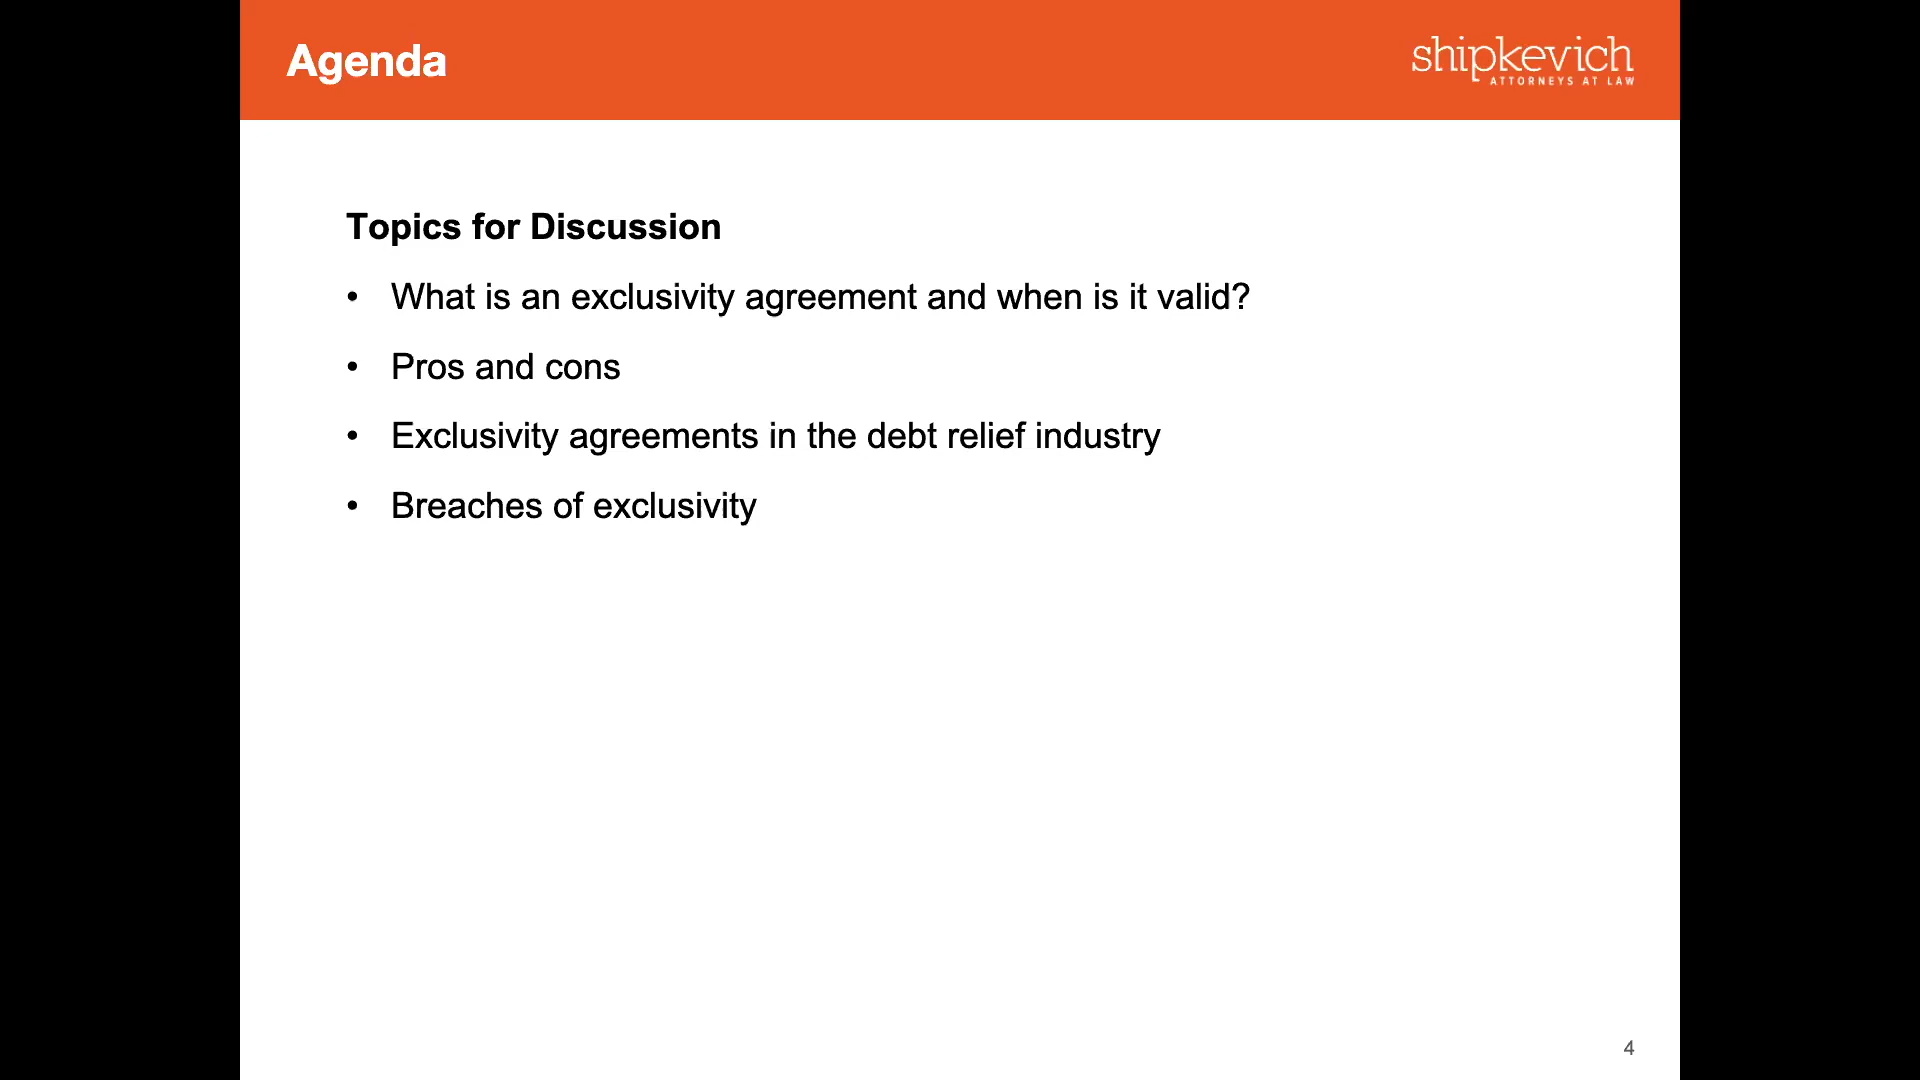 Agenda
shipkevich
ATTORNEYS AT LAW
Topics for Discussion
• What is an exclusivity agreement and when is it valid?
• Pros and cons
• Exclusivity agreements in the debt relief industry
• Breaches of exclusivity
4